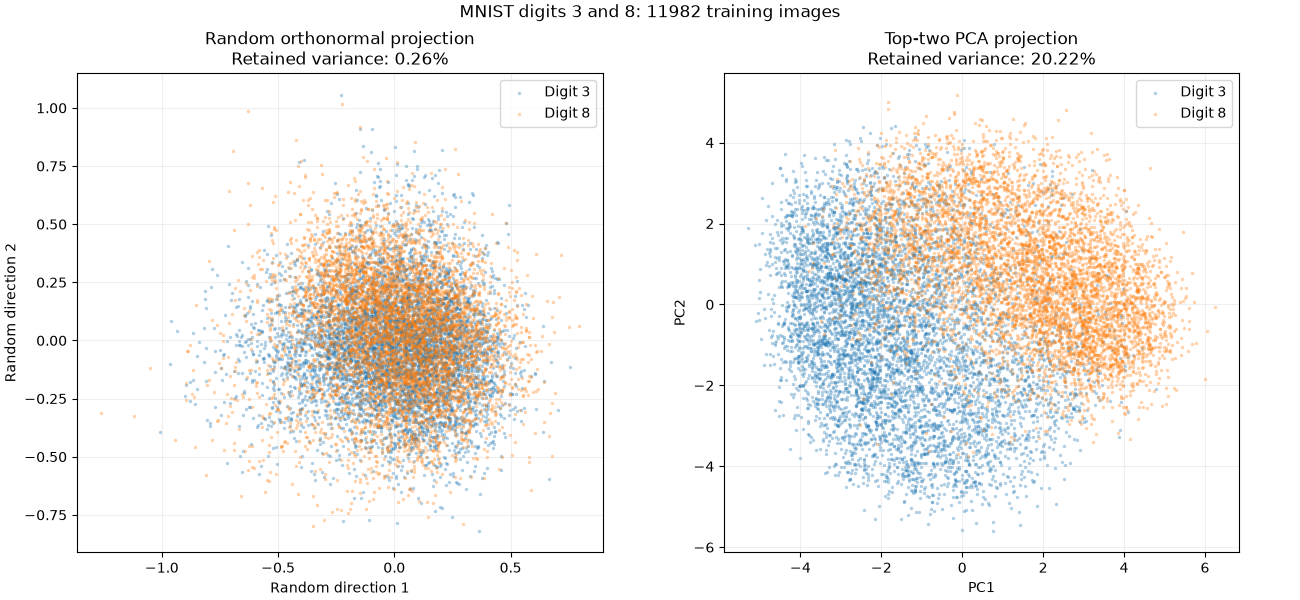 MNIST digits 3 and 8: 11982 training images
Random orthonormal projection
Retained variance: 0.26%
Digit 3
Digit 8
1.00
0.75
0.50
0.25
0.00
−0.25
−0.50
−0.75
Random direction 2
−1.0
−0.5
0.0
0.5
Random direction 1
Top-two PCA projection
Retained variance: 20.22%
Digit 3
Digit 8
4
2
0
−2
−4
−6
PC2
−4
−2
0
2
4
6
PC1